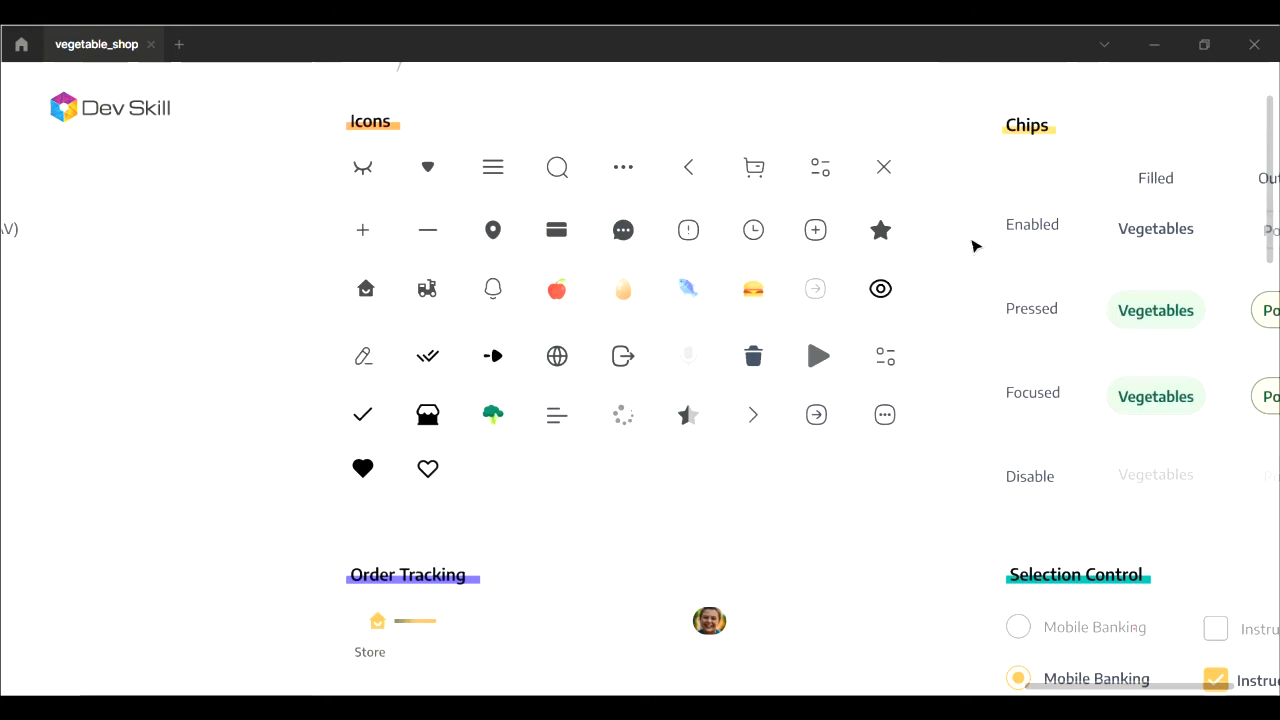 vegetable_shop
Dev Skill
Icons
Chips
Filled
AV)
Enabled
Vegetables
Pressed
Vegetables
Focused
Vegetables
Disable
Vegetables
Order Tracking
Selection Control
Store
Mobile Banking
Mobile Banking